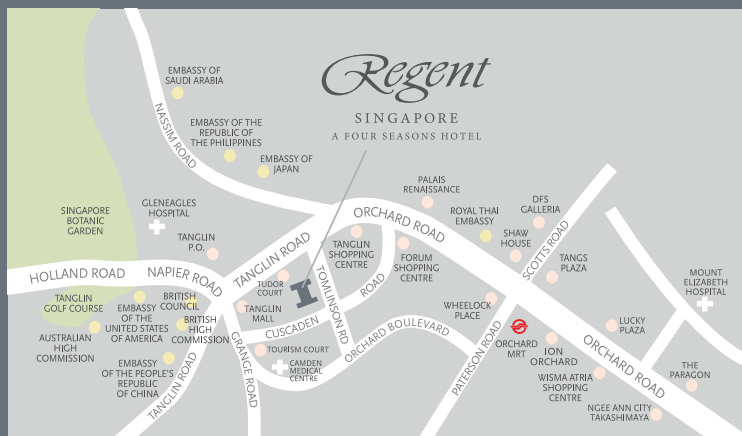 Regent
SINGAPORE
A FOUR SEASONS HOTEL
EMBASSY OF
SAUDI ARABIA
NASSIM ROAD
EMBASSY OF THE
REPUBLIC OF
THE PHILIPPINES
EMBASSY OF
JAPAN
PALAIS
RENAISSANCE
GLENEAGLES
HOSPITAL
SINGAPORE
BOTANIC
GARDEN
TANGLIN
P.O.
ORCHARD ROAD
ROYAL THAI
EMBASSY
DFS
GALLERIA
SHAW
HOUSE
SCOTTS ROAD
TANGS
PLAZA
TANGLIN ROAD
TANGLIN
SHOPPING
CENTRE
FORUM
SHOPPING
CENTRE
HOLLAND ROAD
NAPIER ROAD
TUDOR
COURT
TOMLINSON RD
MOUNT
ELIZABETH
HOSPITAL
TANGLIN
GOLF COURSE
EMBASSY
OF THE
UNITED STATES
OF AMERICA
BRITISH
COUNCIL
BRITISH
HIGH
COMMISSION
TANGLIN
MALL
CUSCADEN
ROAD
WHEELOCK
PLACE
AUSTRALIAN
HIGH
COMMISSION
ORCHARD BOULEVARD
LUCKY
PLAZA
GRANGE ROAD
TOURISM COURT
CAMDEN
MEDICAL
CENTRE
PATERSON ROAD
ORCHARD
MRT
ION
ORCHARD
ORCHARD ROAD
EMBASSY
OF THE PEOPLE'S
REPUBLIC
OF CHINA
TANGLIN ROAD
WISMA ATRIA
SHOPPING
CENTRE
THE
PARAGON
NGEE ANN CITY
TAKASHIMAYA